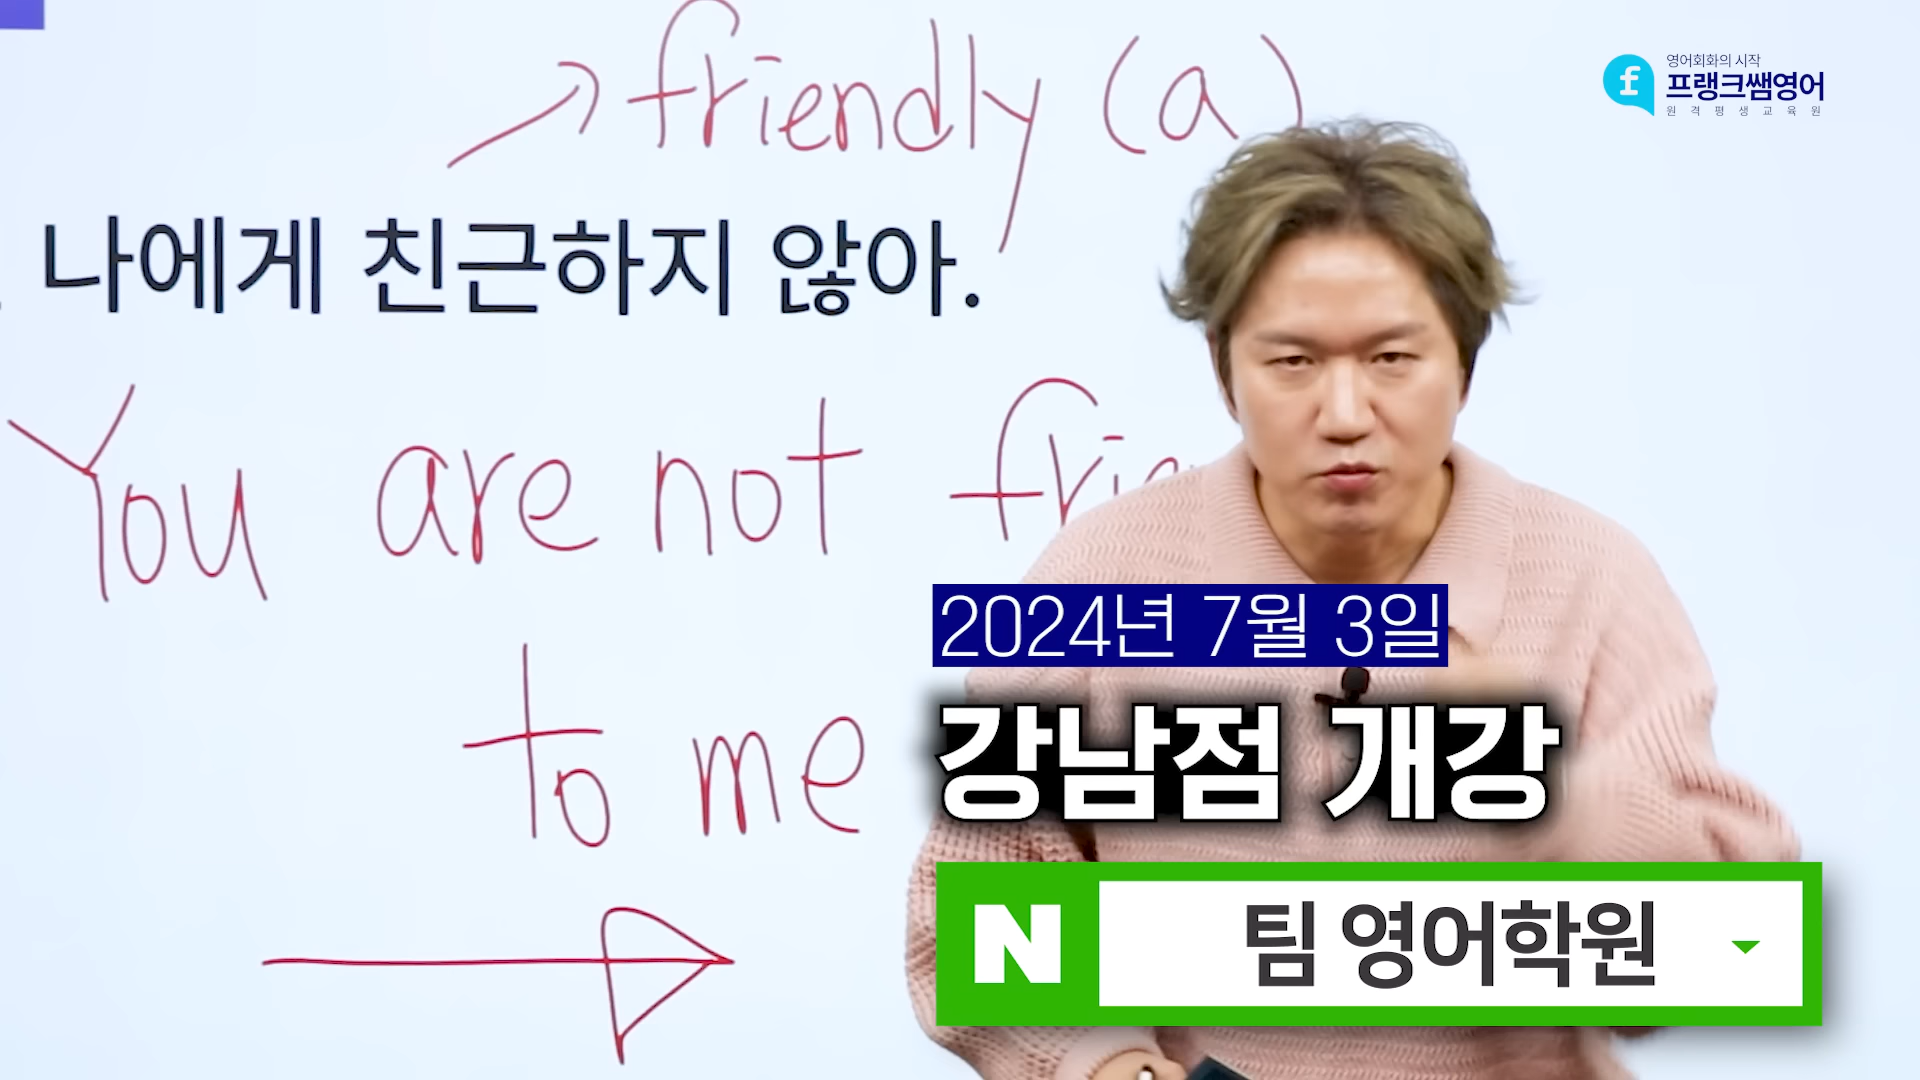 friendly (a)
영어회화의 시작
f 프랭크쌤영어
원격평생교육원
나에게 친근하지 않아.
You are not
to me
2024년 7월 3일
강남점 개강
N 팀 영어학원